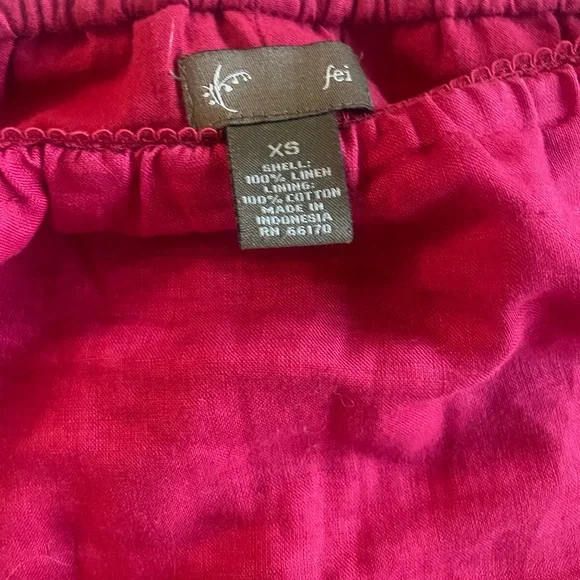 fei
XS
SHELL:
100% LINEN
LINING:
100% COTTON
MADE IN
INDONESIA
RN 66170